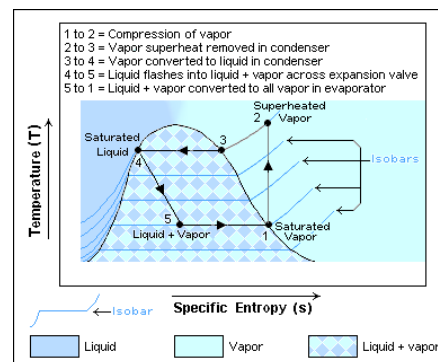 1 to 2 = Compression of vapor
2 to 3 = Vapor superheat removed in condenser
3 to 4 = Vapor converted to liquid in condenser
4 to 5 = Liquid flashes into liquid + vapor across expansion valve
5 to 1 = Liquid + vapor converted to all vapor in evaporator
Superheated
2 Vapor
Saturated
Liquid
3
4
Isobars
5
Liquid + Vapor
1
Saturated
Vapor
Temperature (T)
Specific Entropy (s)
Isobar
Liquid
Vapor
Liquid + vapor